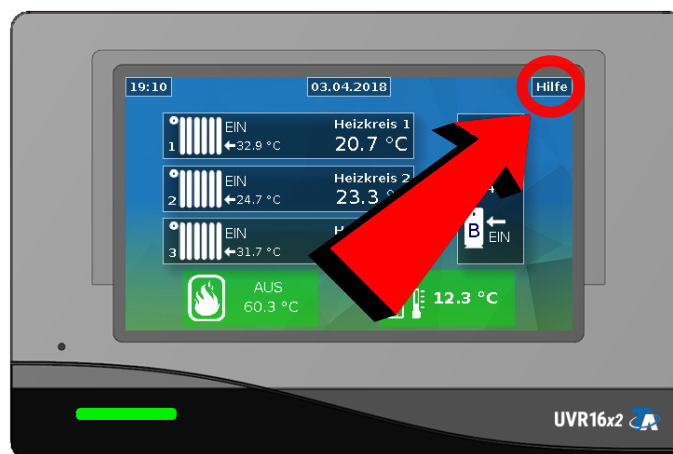 19:10
03.04.2018
Hilfe
EIN
Heizkreis 1
1
32.9 °C
20.7 °C
EIN
Heizkreis 2
2
24.7 °C
23.3
EIN
3
31.7 °C
B
EIN
AUS
60.3 °C
12.3 °C
UVR16x2
TA